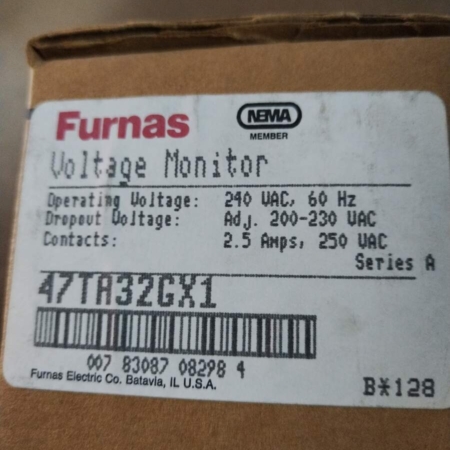 Furnas
NEMA
MEMBER
Voltage Monitor
Operating Voltage: 240 VAC, 60 Hz
Dropout Voltage: Adj. 200-230 VAC
Contacts: 2.5 Amps, 250 VAC
Series A
47TA32GX1
007 83087 08298 4
Furnas Electric Co. Batavia, IL U.S.A.
B*128